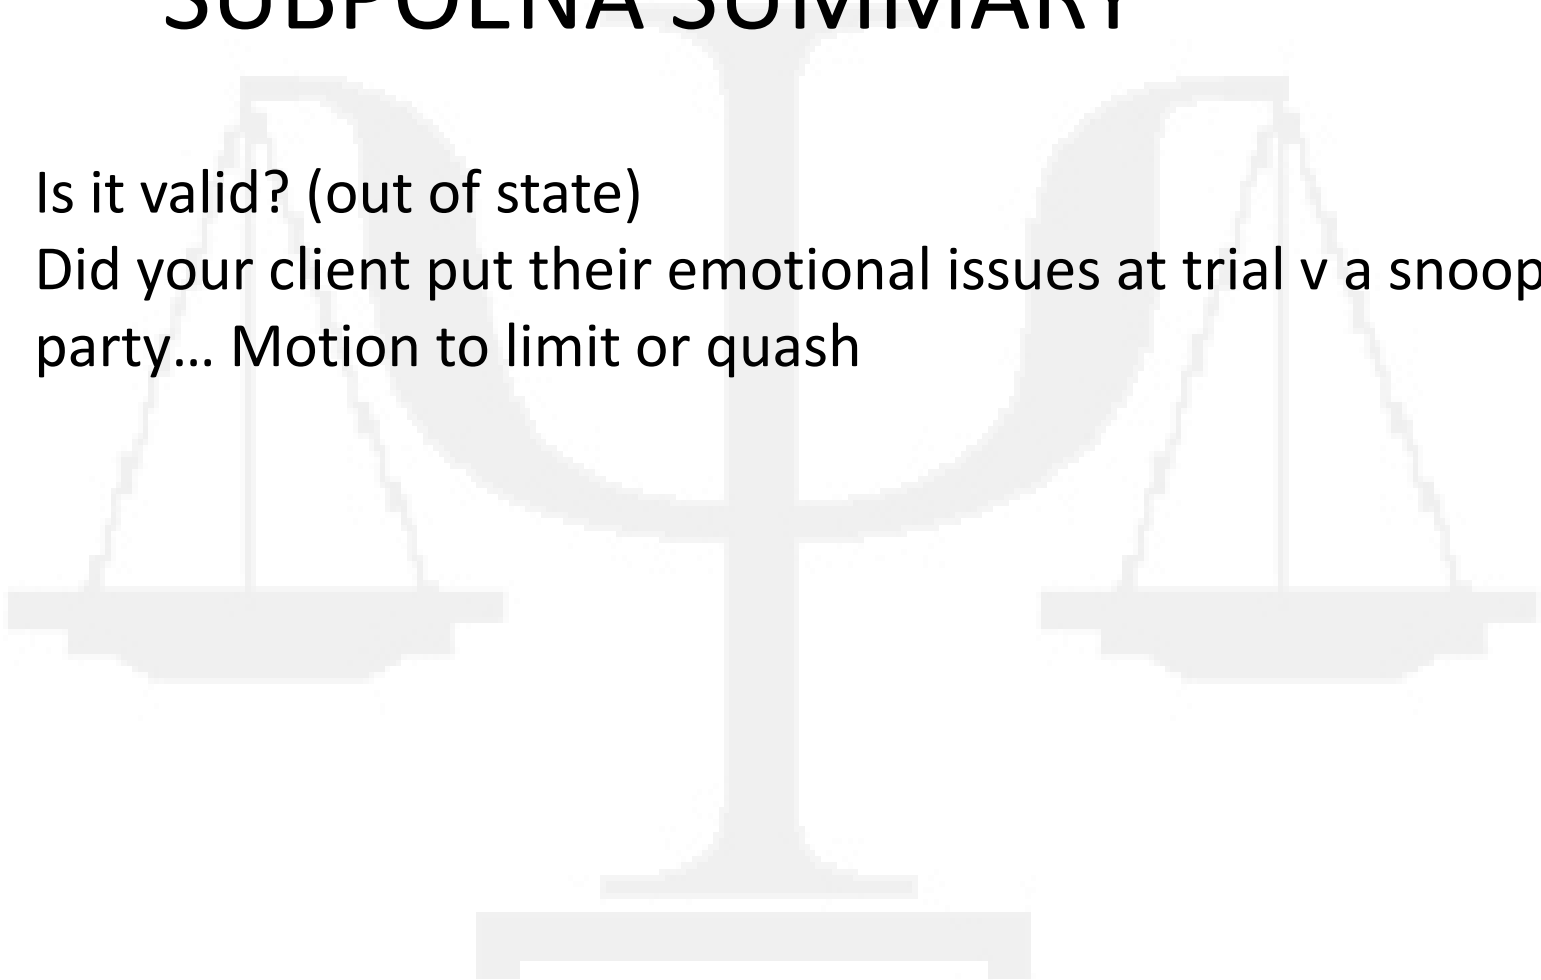 SUBPOENA SUMMARY
Is it valid? (out of state)
Did your client put their emotional issues at trial v a snoop
party… Motion to limit or quash